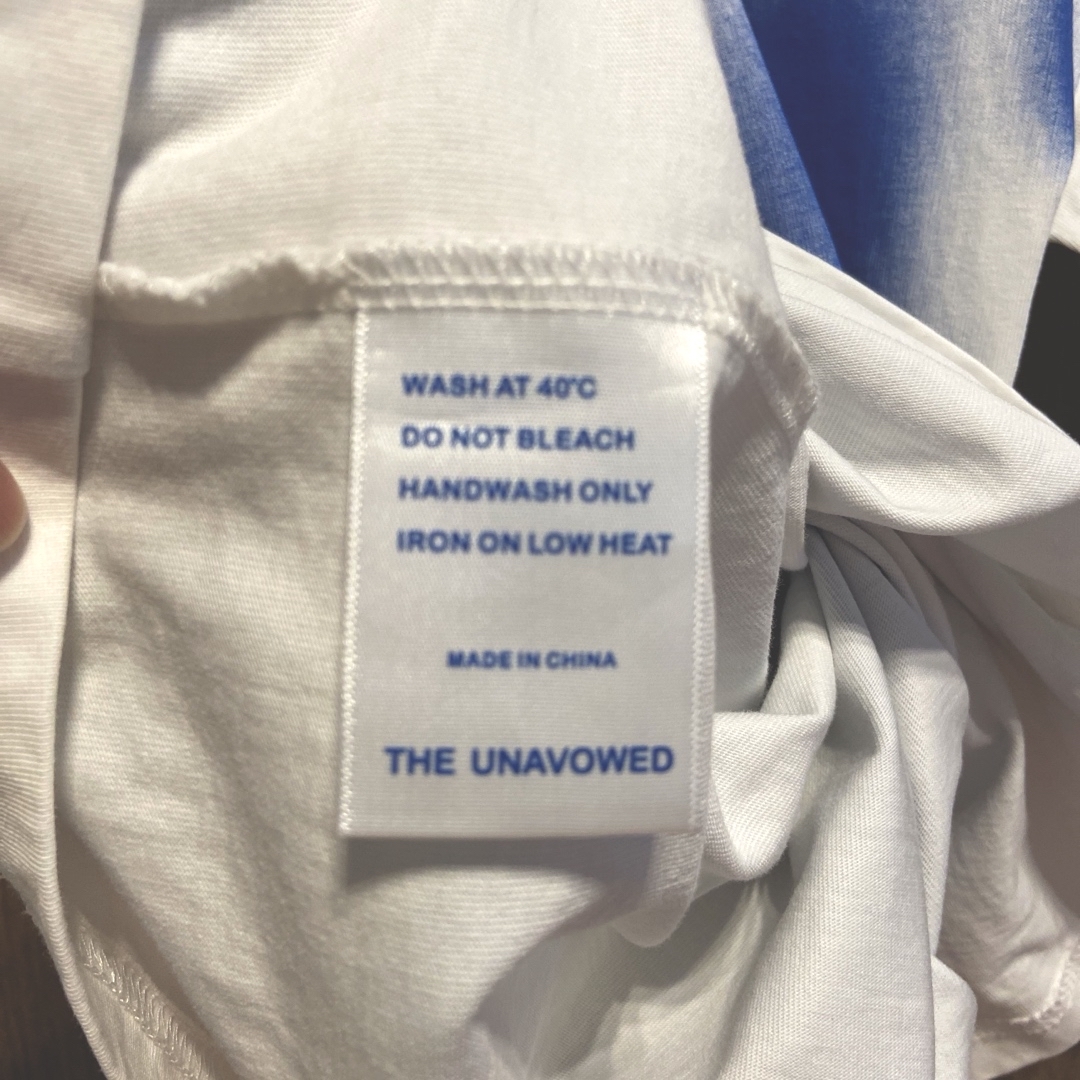 WASH AT 40°C
DO NOT BLEACH
HANDWASH ONLY
IRON ON LOW HEAT
MADE IN CHINA
THE UNAVOWED